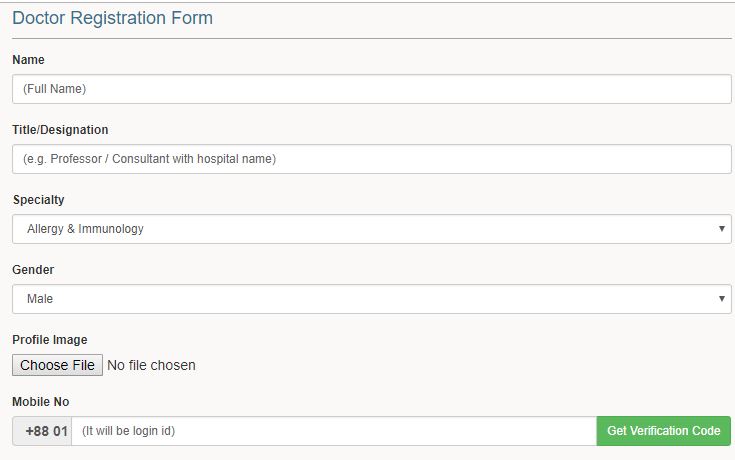 Doctor Registration Form
Name
(Full Name)
Title/Designation
(e.g. Professor / Consultant with hospital name)
Specialty
Allergy & Immunology
Gender
Male
Profile Image
Choose File No file chosen
Mobile No
+88 01 (It will be login id) Get Verification Code